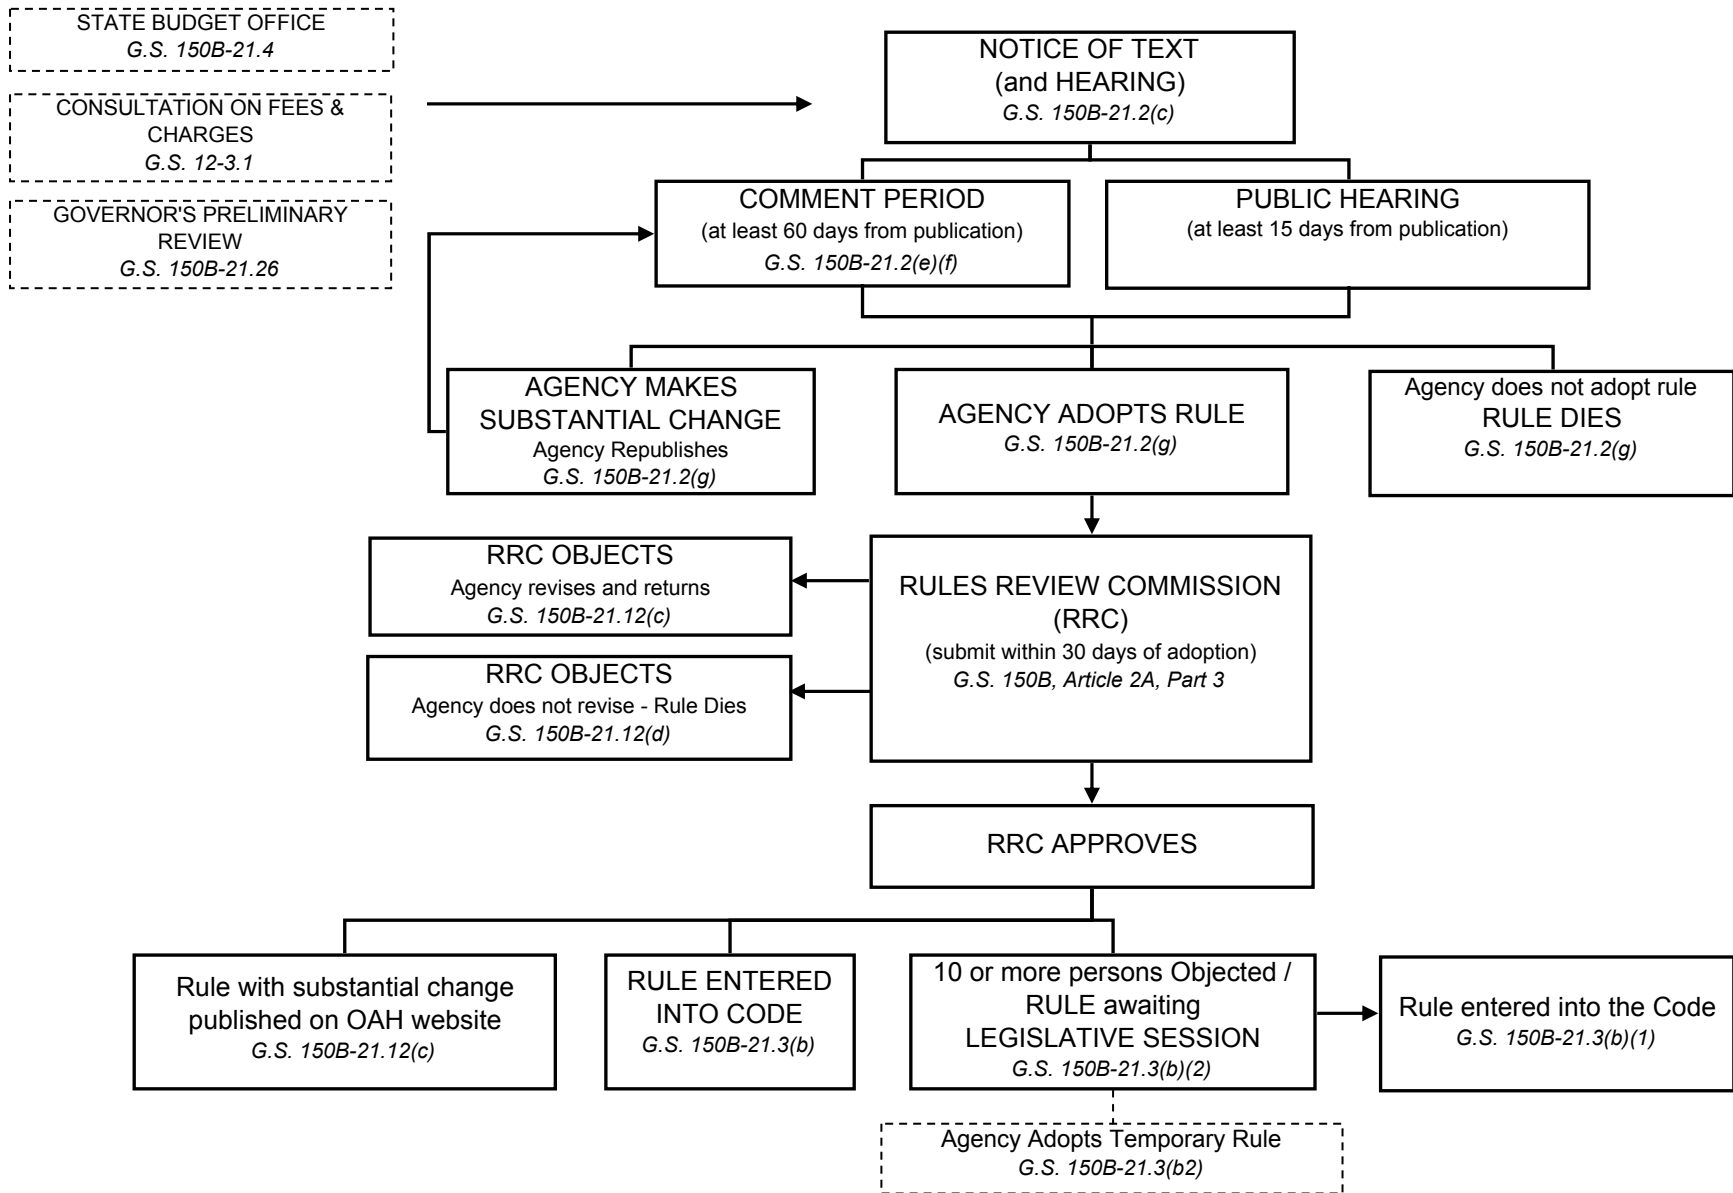 STATE BUDGET OFFICE
G.S. 150B-21.4
CONSULTATION ON FEES &
CHARGES
G.S. 12-3.1
GOVERNOR'S PRELIMINARY
REVIEW
G.S. 150B-21.26
NOTICE OF TEXT
(and HEARING)
G.S. 150B-21.2(c)
COMMENT PERIOD
(at least 60 days from publication)
G.S. 150B-21.2(e)(f)
PUBLIC HEARING
(at least 15 days from publication)
AGENCY MAKES
SUBSTANTIAL CHANGE
Agency Republishes
G.S. 150B-21.2(g)
AGENCY ADOPTS RULE
G.S. 150B-21.2(g)
Agency does not adopt rule
RULE DIES
G.S. 150B-21.2(g)
RRC OBJECTS
Agency revises and returns
G.S. 150B-21.12(c)
RRC OBJECTS
Agency does not revise - Rule Dies
G.S. 150B-21.12(d)
RULES REVIEW COMMISSION
(RRC)
(submit within 30 days of adoption)
G.S. 150B, Article 2A, Part 3
RRC APPROVES
Rule with substantial change
published on OAH website
G.S. 150B-21.12(c)
RULE ENTERED
INTO CODE
G.S. 150B-21.3(b)
10 or more persons Objected /
RULE awaiting
LEGISLATIVE SESSION
G.S. 150B-21.3(b)(2)
Rule entered into the Code
G.S. 150B-21.3(b)(1)
Agency Adopts Temporary Rule
G.S. 150B-21.3(b2)